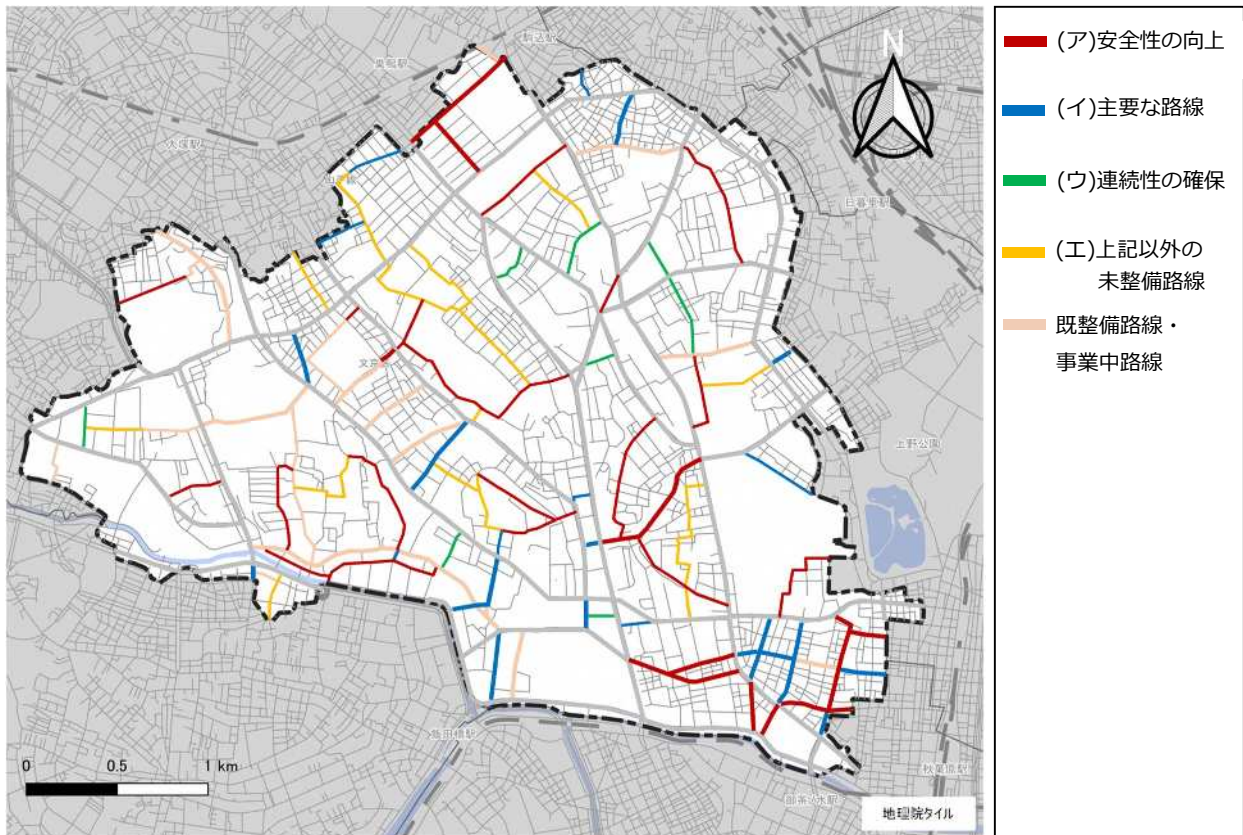 駒込駅
巣鴨駅
大塚駅
日暮里駅
上野公園
飯田橋駅
秋葉原駅
御茶ノ水駅
N
0 0.5 1 km
地理院タイル
(ア)安全性の向上
(イ)主要な路線
(ウ)連続性の確保
(エ)上記以外の
未整備路線
既整備路線・
事業中路線